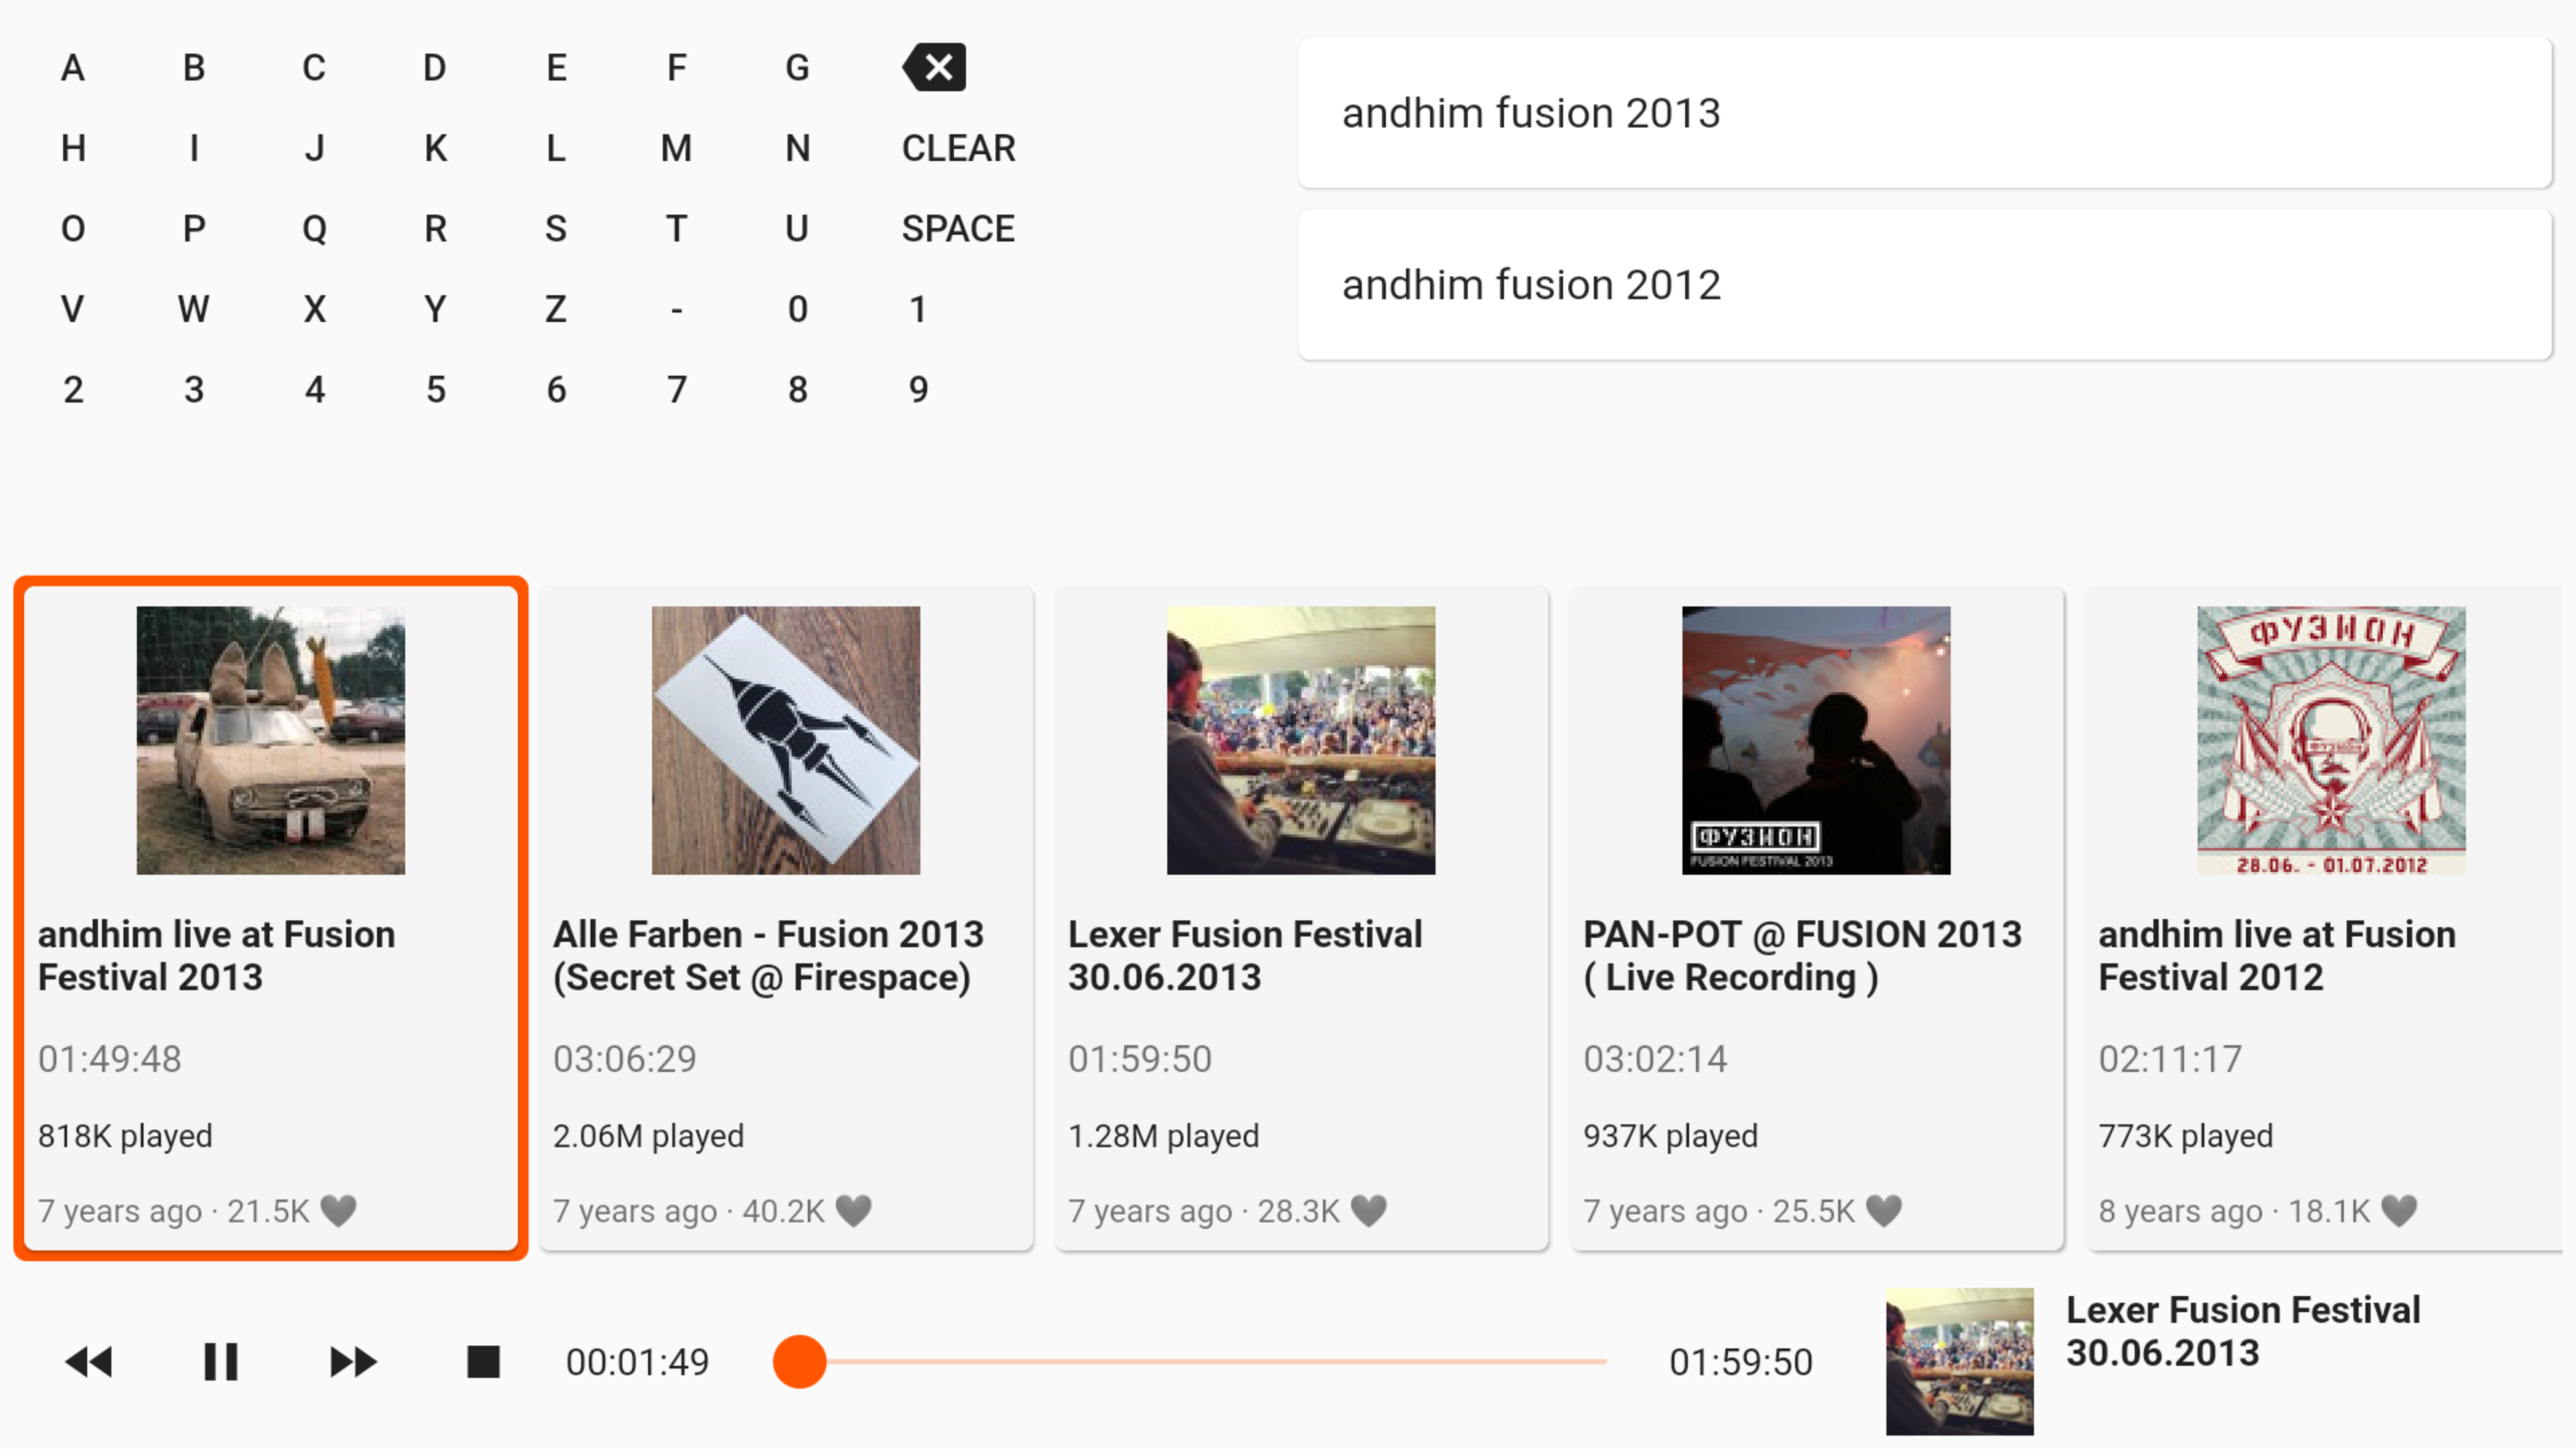 A B C D E F G
H I J K L M N CLEAR
O P Q R S T U SPACE
V W X Y Z - 0 1
2 3 4 5 6 7 8 9
andhim fusion 2013
andhim fusion 2012
andhim live at Fusion
Festival 2013
01:49:48
818K played
7 years ago · 21.5K
Alle Farben - Fusion 2013
(Secret Set @ Firespace)
03:06:29
2.06M played
7 years ago · 40.2K
Lexer Fusion Festival
30.06.2013
01:59:50
1.28M played
7 years ago · 28.3K
ФУЗИОН
FUSION FESTIVAL 2013
PAN-POT @ FUSION 2013
( Live Recording )
03:02:14
937K played
7 years ago · 25.5K
ФУЗИОН
ФУЗИОН
28.06. - 01.07.2012
andhim live at Fusion
Festival 2012
02:11:17
773K played
8 years ago · 18.1K
00:01:49
01:59:50
Lexer Fusion Festival
30.06.2013